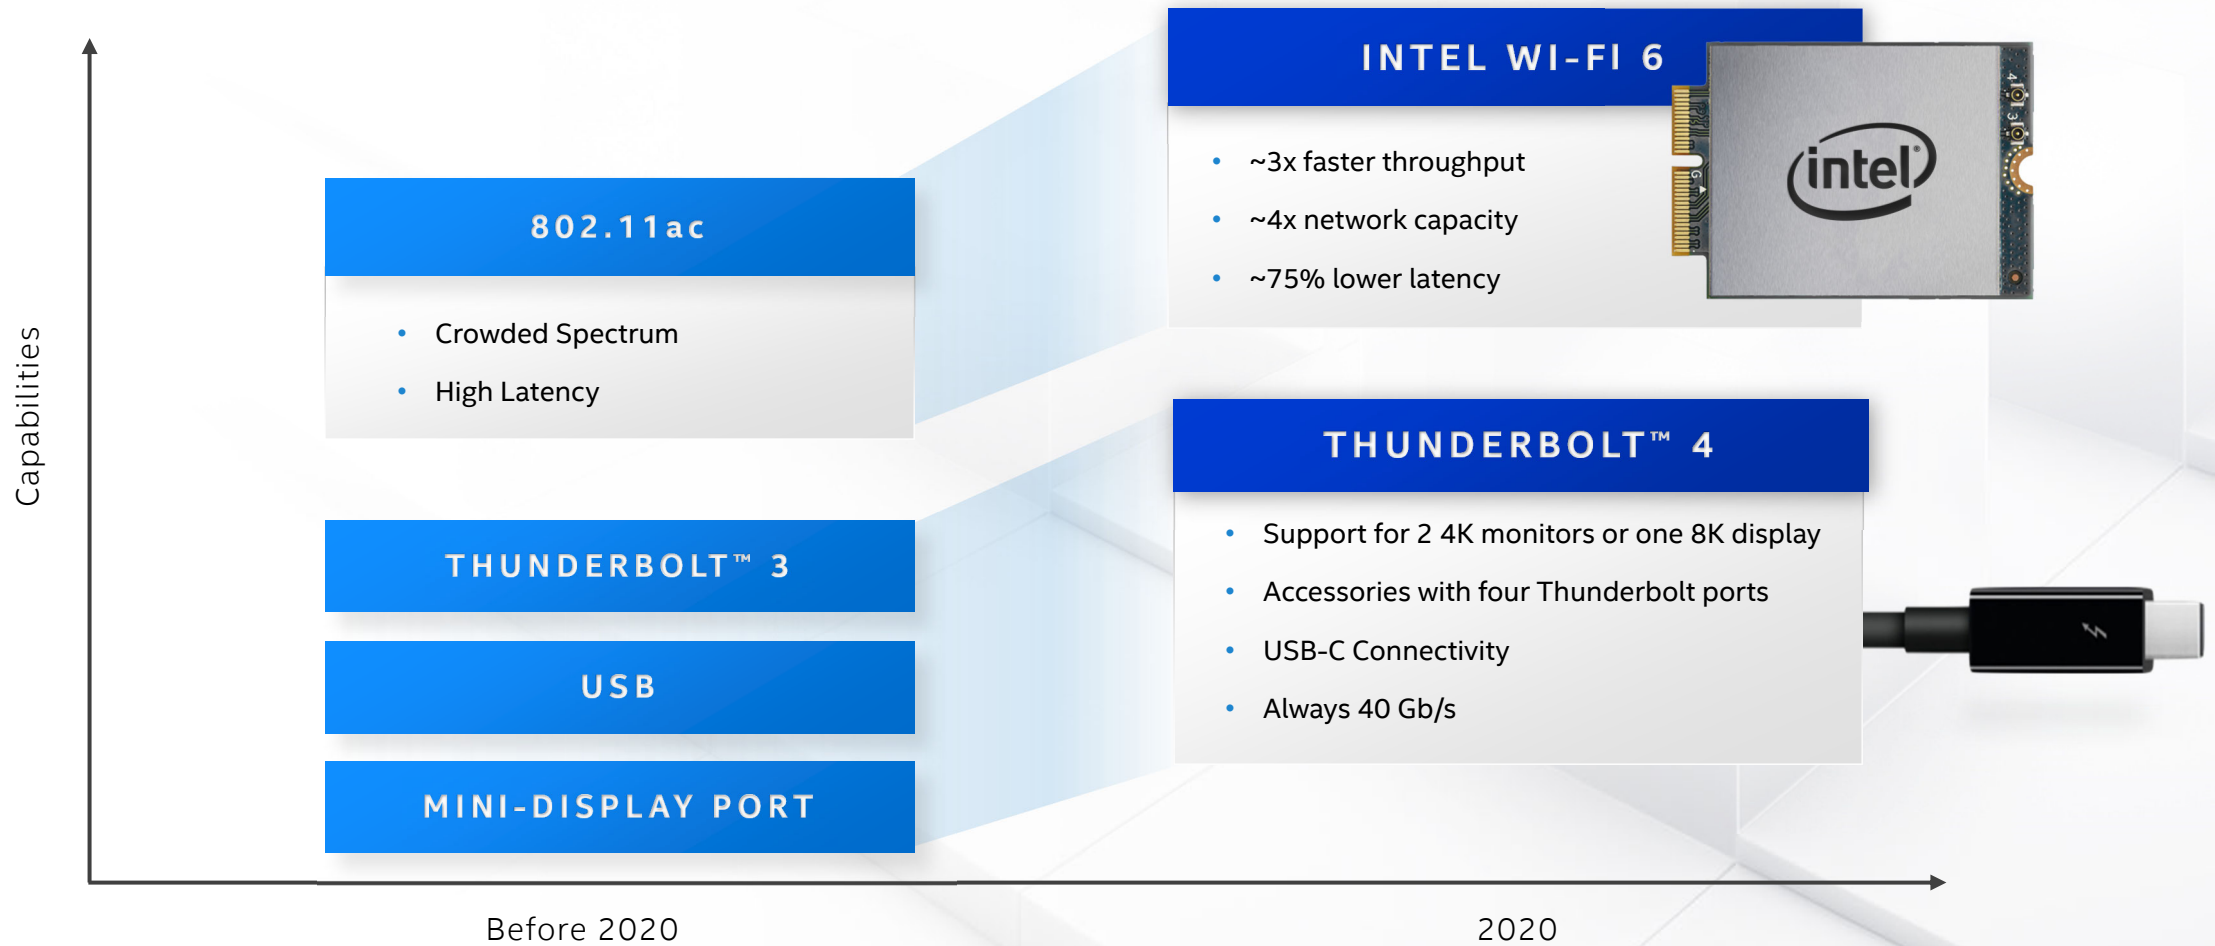 INTEL WI-FI 6
• ~3x faster throughput
• ~4x network capacity
• ~75% lower latency
intel®
4
3
G
802.11ac
• Crowded Spectrum
• High Latency
Capabilities
THUNDERBOLT™ 4
• Support for 2 4K monitors or one 8K display
• Accessories with four Thunderbolt ports
• USB-C Connectivity
• Always 40 Gb/s
THUNDERBOLT™ 3
USB
MINI-DISPLAY PORT
Before 2020
2020